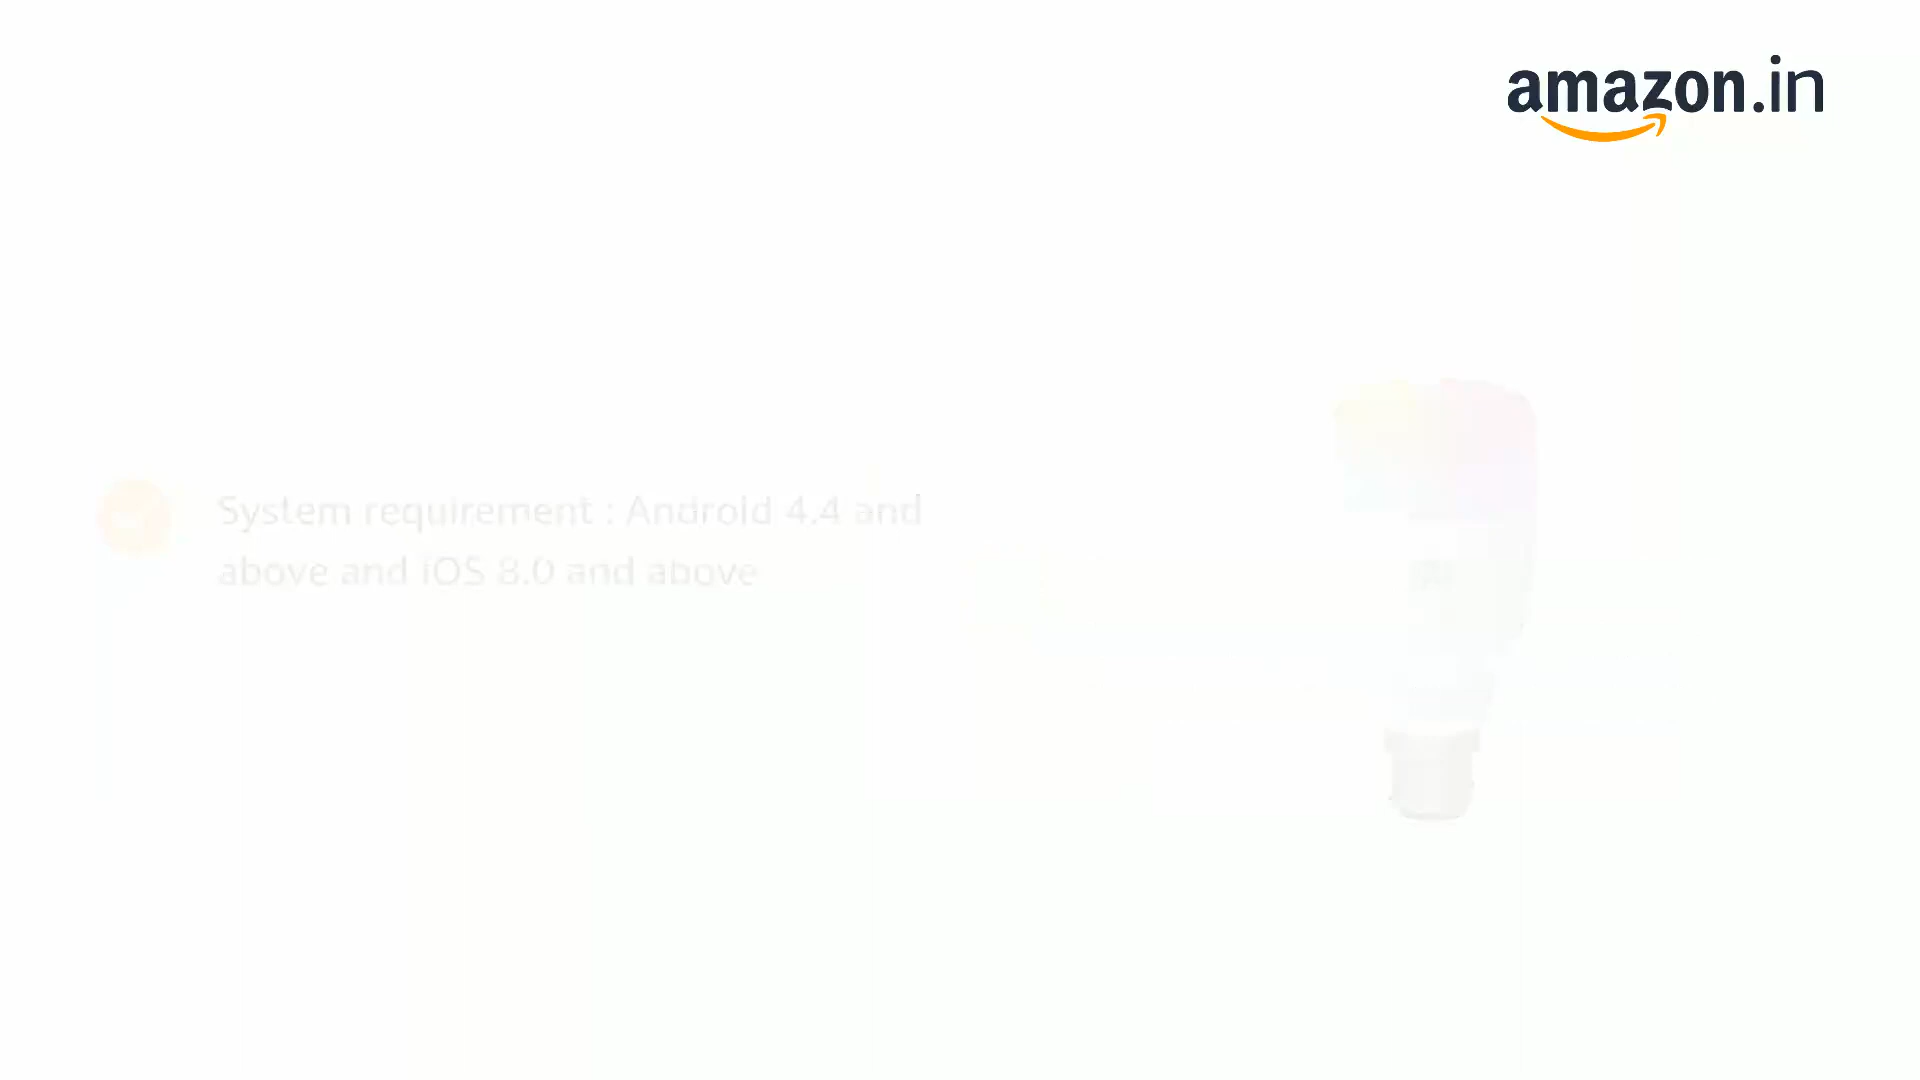 amazon.in
System requirement : Android 4.4 and
above and iOS 8.0 and above